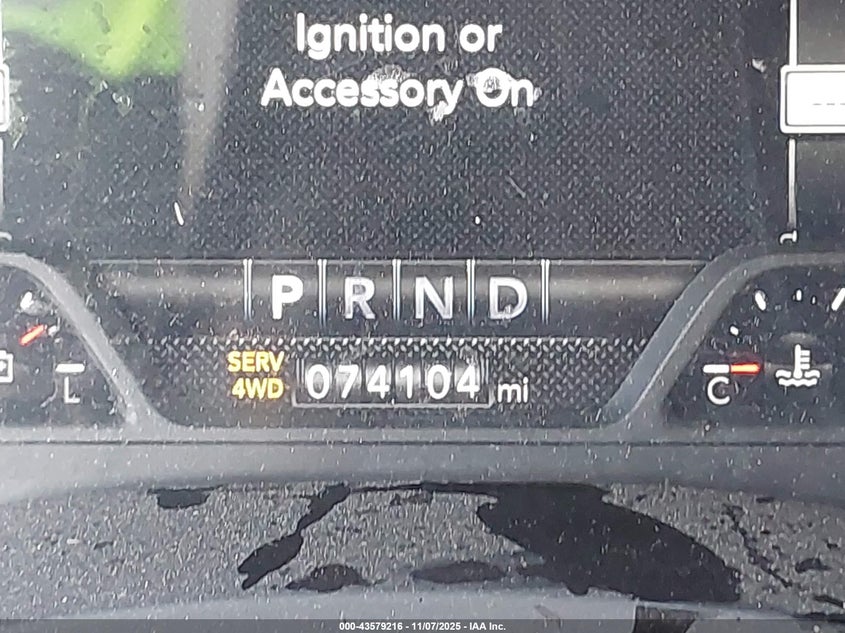 Ignition or
Accessory On
P R N D
SERV
4WD
074104 mi
L
C
000-43579216 - 11/07/2025 - IAA Inc.